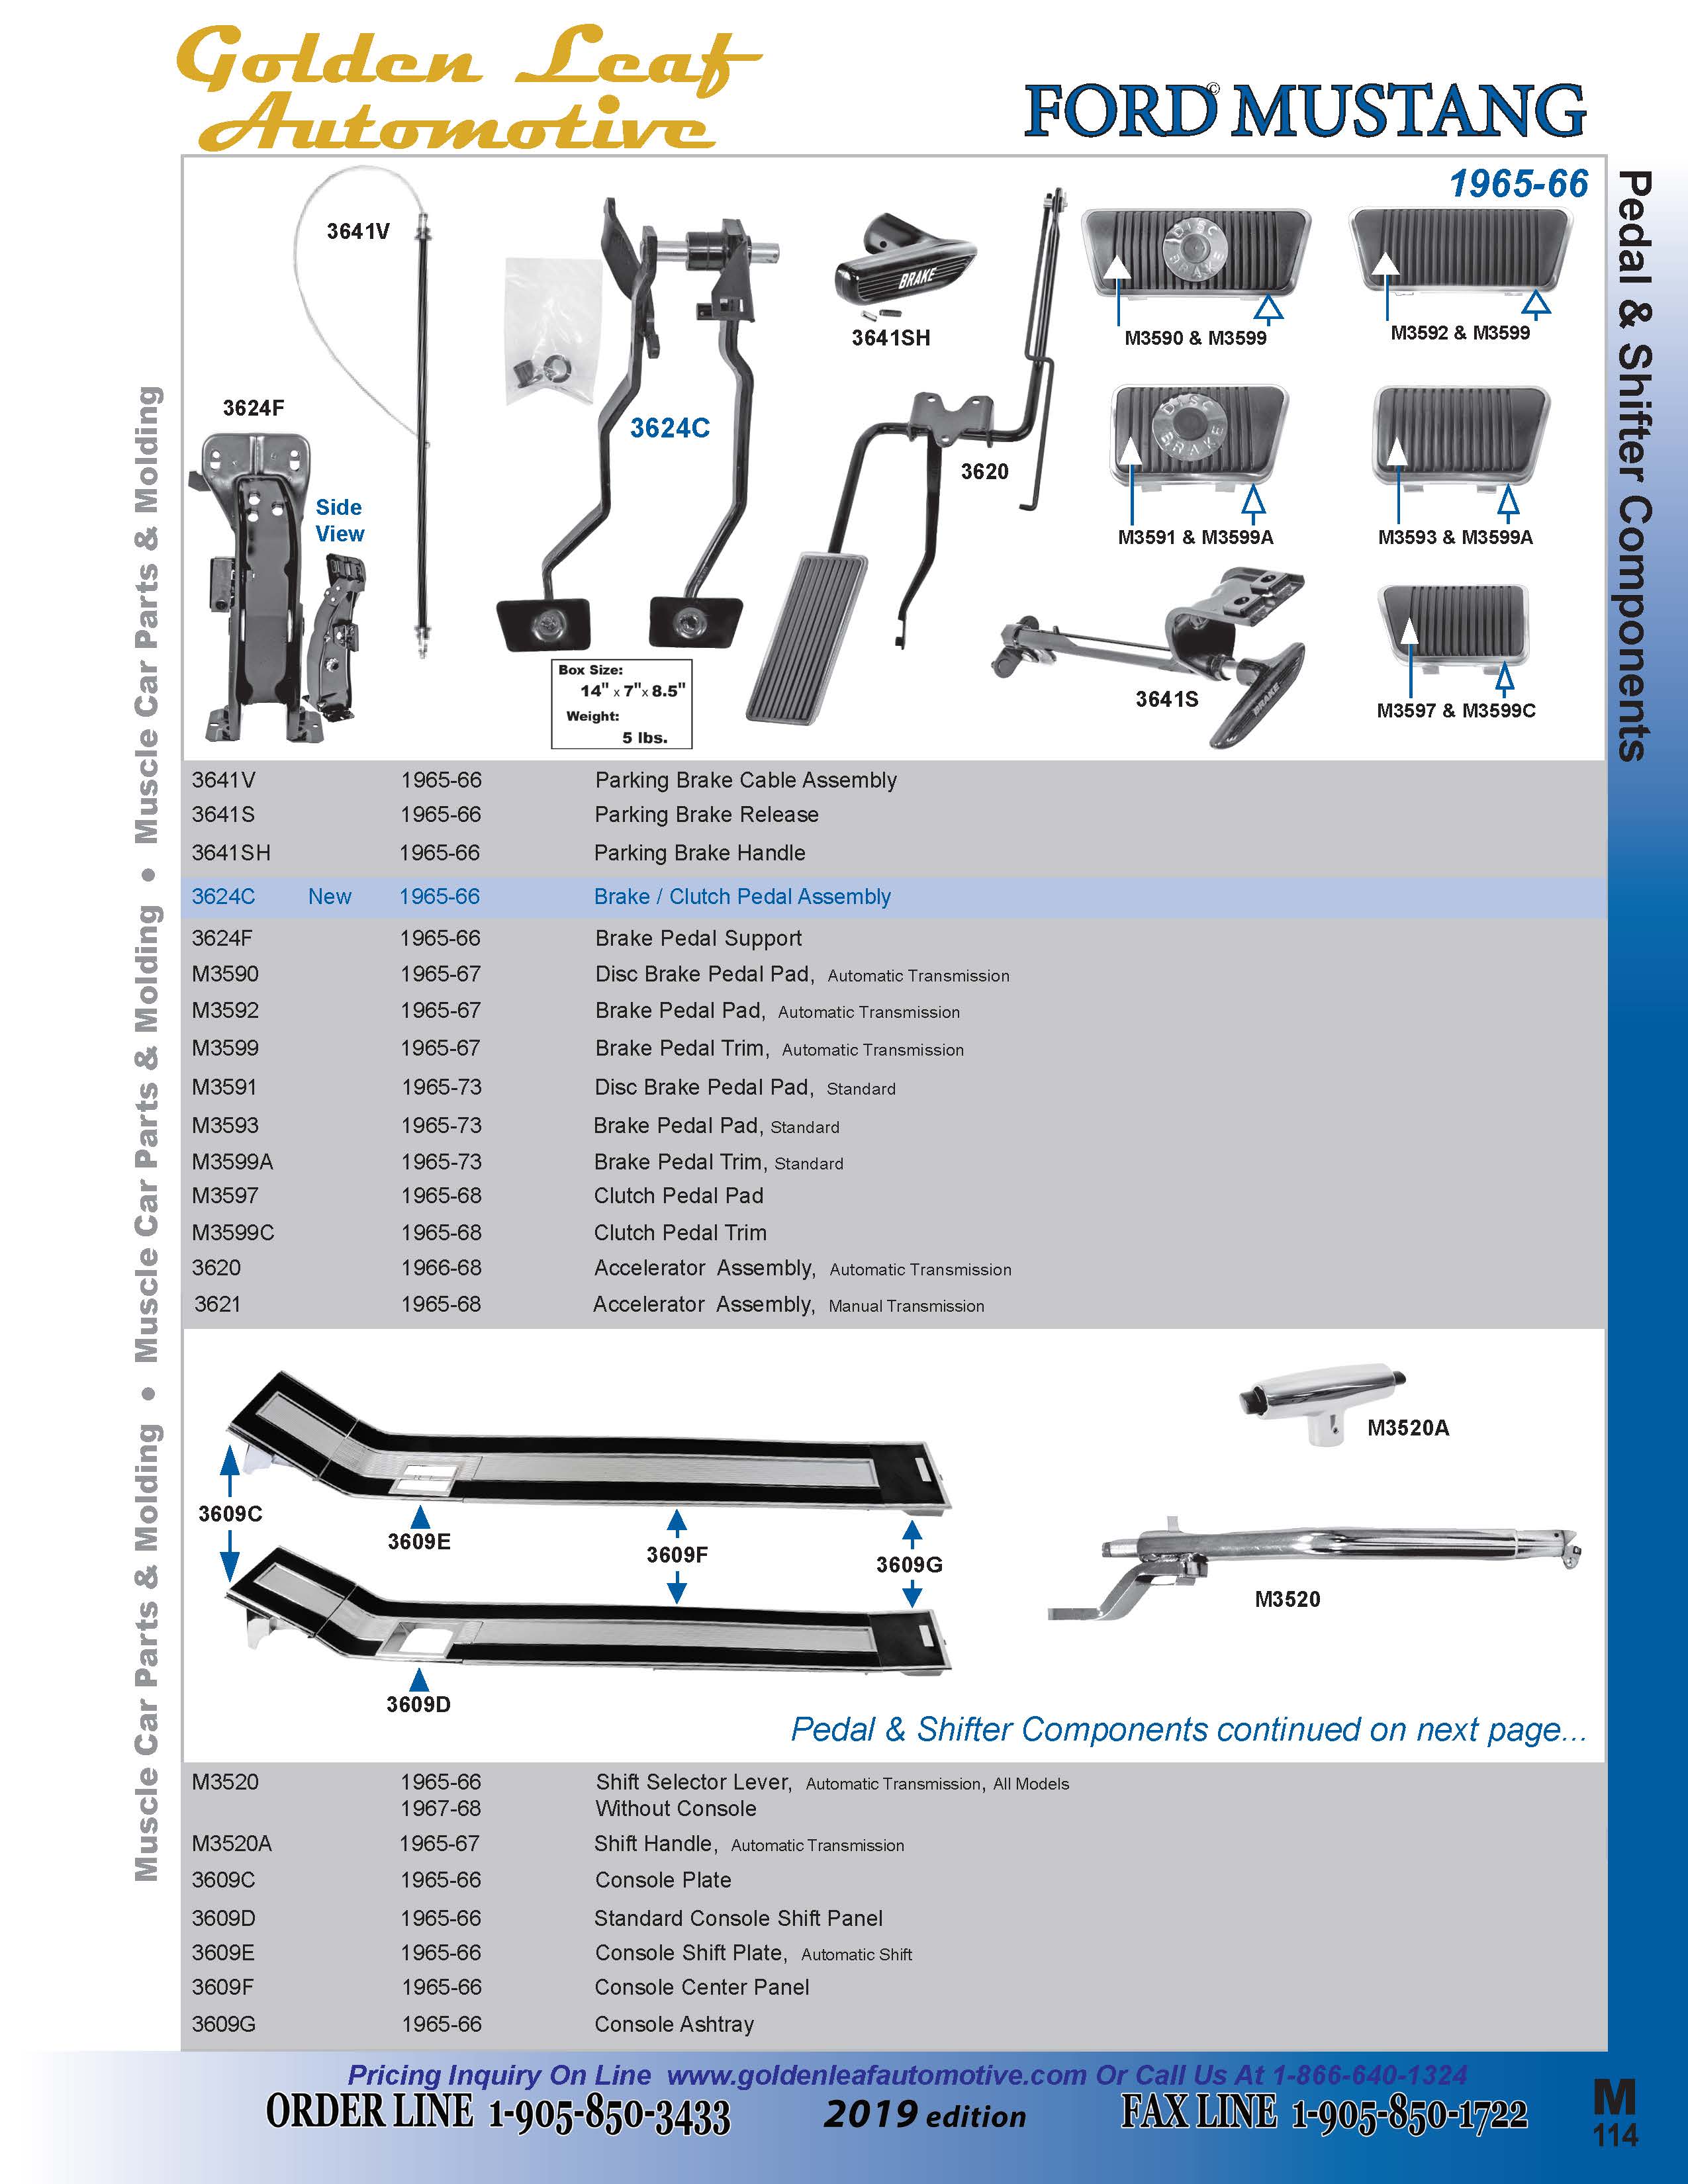 Golden Leaf
Automotive
FORD© MUSTANG
1965-66
Pedal & Shifter Components
Muscle Car Parts & Molding • Muscle Car Parts & Molding • Muscle Car Parts & Molding
3641V
3624F
Side
View
3624C
Box Size:
14" x 7"x 8.5"
Weight:
5 lbs.
BRAKE
3641SH
3620
DISC
BRAKE
M3590 & M3599
M3592 & M3599
DISC
BRAKE
M3591 & M3599A
M3593 & M3599A
BRAKE
3641S
M3597 & M3599C
3641V 1965-66 Parking Brake Cable Assembly
3641S 1965-66 Parking Brake Release
3641SH 1965-66 Parking Brake Handle
3624C New 1965-66 Brake / Clutch Pedal Assembly
3624F 1965-66 Brake Pedal Support
M3590 1965-67 Disc Brake Pedal Pad, Automatic Transmission
M3592 1965-67 Brake Pedal Pad, Automatic Transmission
M3599 1965-67 Brake Pedal Trim, Automatic Transmission
M3591 1965-73 Disc Brake Pedal Pad, Standard
M3593 1965-73 Brake Pedal Pad, Standard
M3599A 1965-73 Brake Pedal Trim, Standard
M3597 1965-68 Clutch Pedal Pad
M3599C 1965-68 Clutch Pedal Trim
3620 1966-68 Accelerator Assembly, Automatic Transmission
3621 1965-68 Accelerator Assembly, Manual Transmission
3609C
3609E
3609F
3609G
3609D
M3520A
M3520
Pedal & Shifter Components continued on next page...
M3520 1965-66 Shift Selector Lever, Automatic Transmission, All Models
1967-68 Without Console
M3520A 1965-67 Shift Handle, Automatic Transmission
3609C 1965-66 Console Plate
3609D 1965-66 Standard Console Shift Panel
3609E 1965-66 Console Shift Plate, Automatic Shift
3609F 1965-66 Console Center Panel
3609G 1965-66 Console Ashtray
Pricing Inquiry On Line www.goldenleafautomotive.com Or Call Us At 1-866-640-1324
ORDER LINE 1-905-850-3433 2019 edition FAX LINE 1-905-850-1722
M
114